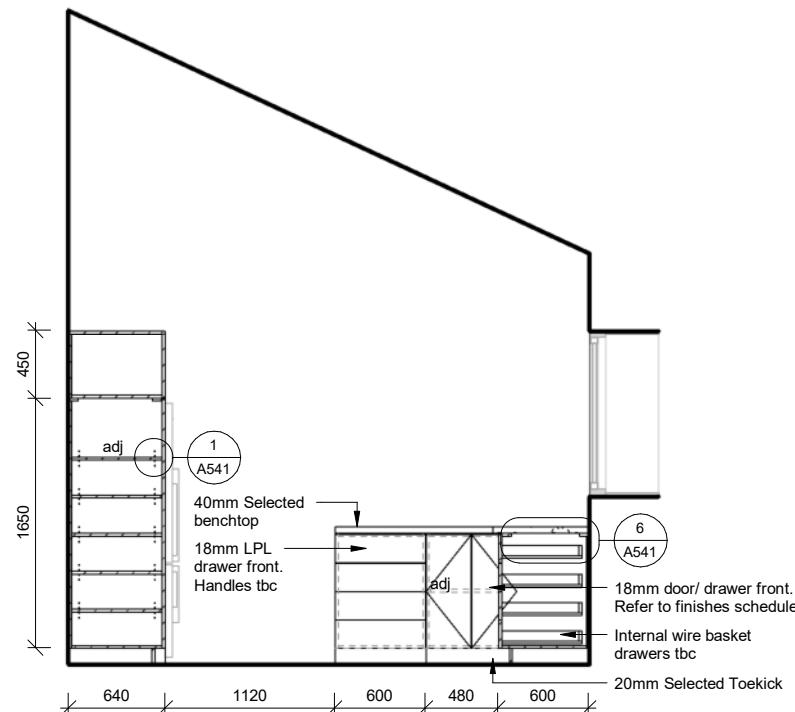 450
1650
adj
1
A541
40mm Selected
benchtop
18mm LPL
drawer front.
Handles tbc
adj
6
A541
18mm door/ drawer front.
Refer to finishes schedule
Internal wire basket
drawers tbc
20mm Selected Toekick
640
1120
600
480
600